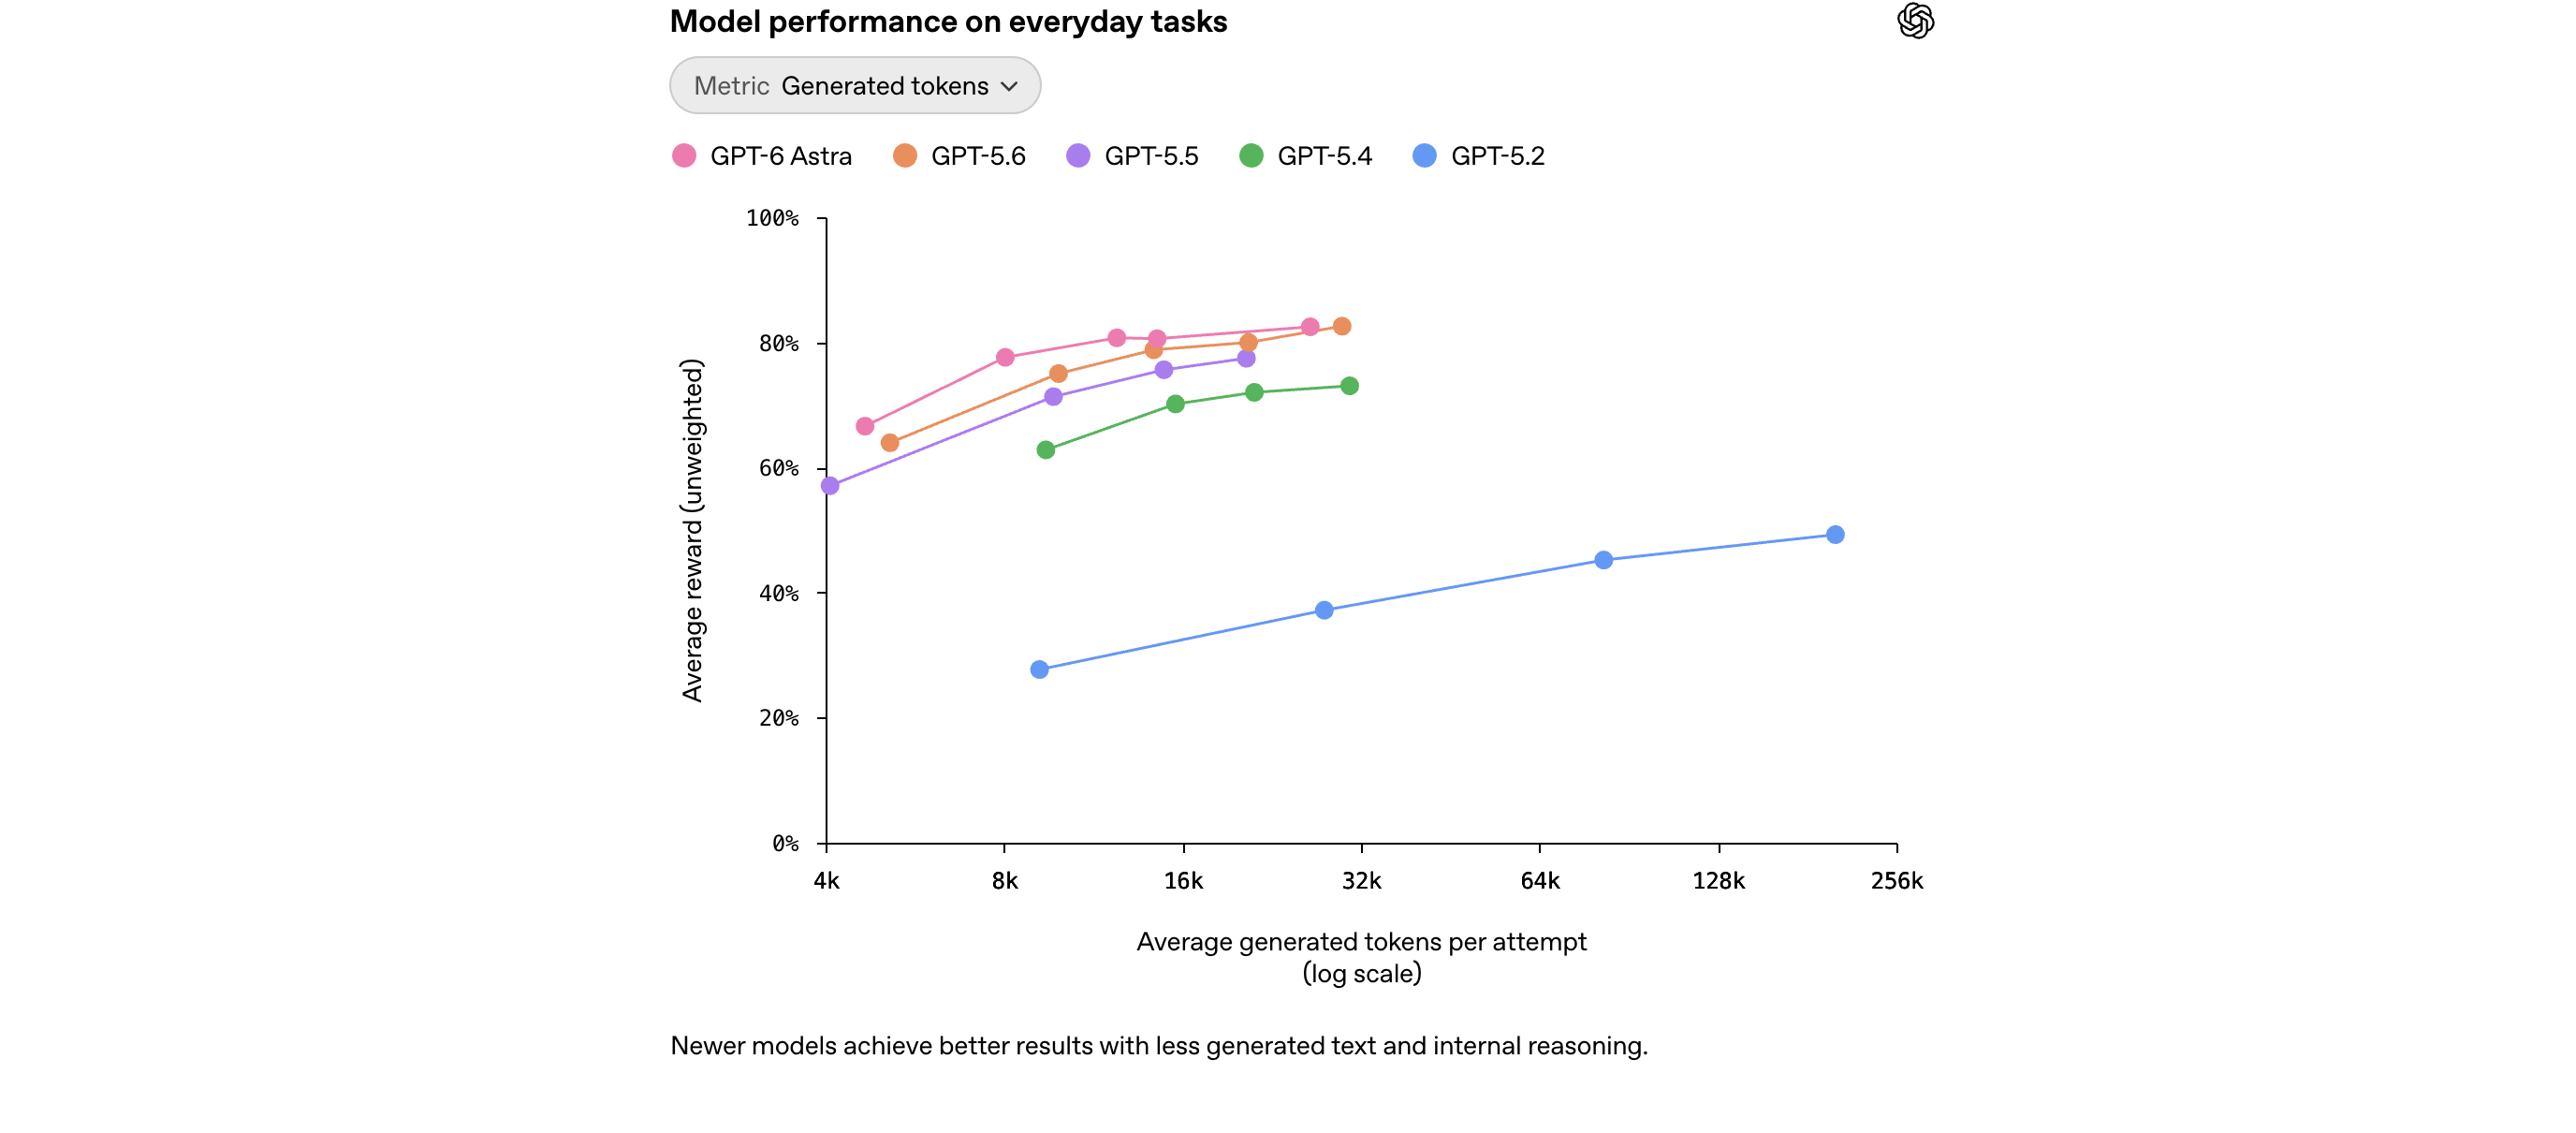 Model performance on everyday tasks
Metric Generated tokens
GPT-6 Astra GPT-5.6 GPT-5.5 GPT-5.4 GPT-5.2
100%
80%
60%
40%
20%
0%
Average reward (unweighted)
4k 8k 16k 32k 64k 128k 256k
Average generated tokens per attempt
(log scale)
Newer models achieve better results with less generated text and internal reasoning.